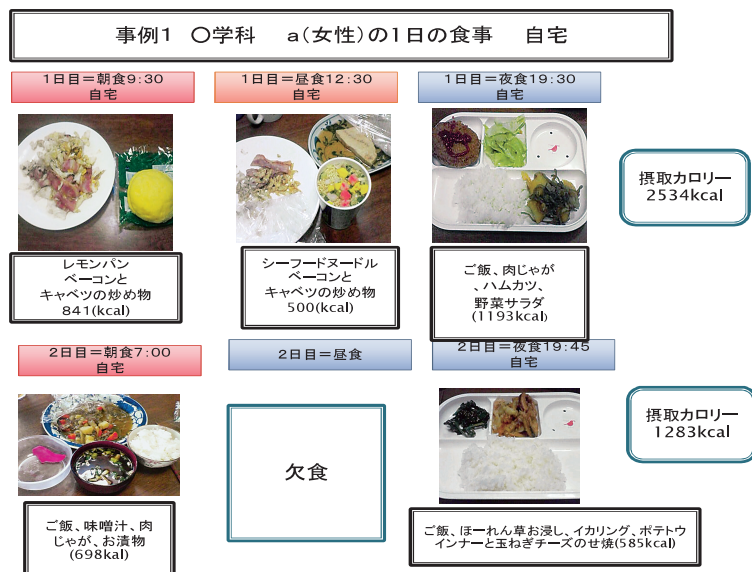 事例1 〇学科 a(女性)の1日の食事 自宅
1日目=朝食9:30
自宅
1日目=昼食12:30
自宅
1日目=夜食19:30
自宅
レモンパン
ベーコンと
キャベツの炒め物
841(kcal)
シーフードヌードル
ベーコンと
キャベツの炒め物
500(kcal)
ご飯、肉じゃが
、ハムカツ、
野菜サラダ
(1193kcal)
摂取カロリー
2534kcal
2日目=朝食7:00
自宅
2日目=昼食
2日目=夜食19:45
自宅
ご飯、味噌汁、肉
じゃが、お漬物
(698kal)
欠食
ご飯、ほーれん草お浸し、イカリング、ポテトウ
インナーと玉ねぎチーズのせ焼(585kcal)
摂取カロリー
1283kcal